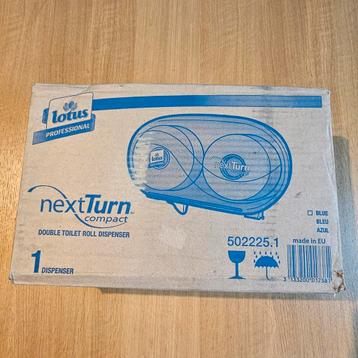 lotus
PROFESSIONAL
lotus
nextTurn
nextTurn
compact
DOUBLE TOILET ROLL DISPENSER
1 DISPENSER
BLUE
BLEU
AZUL
502225.1
made in EU